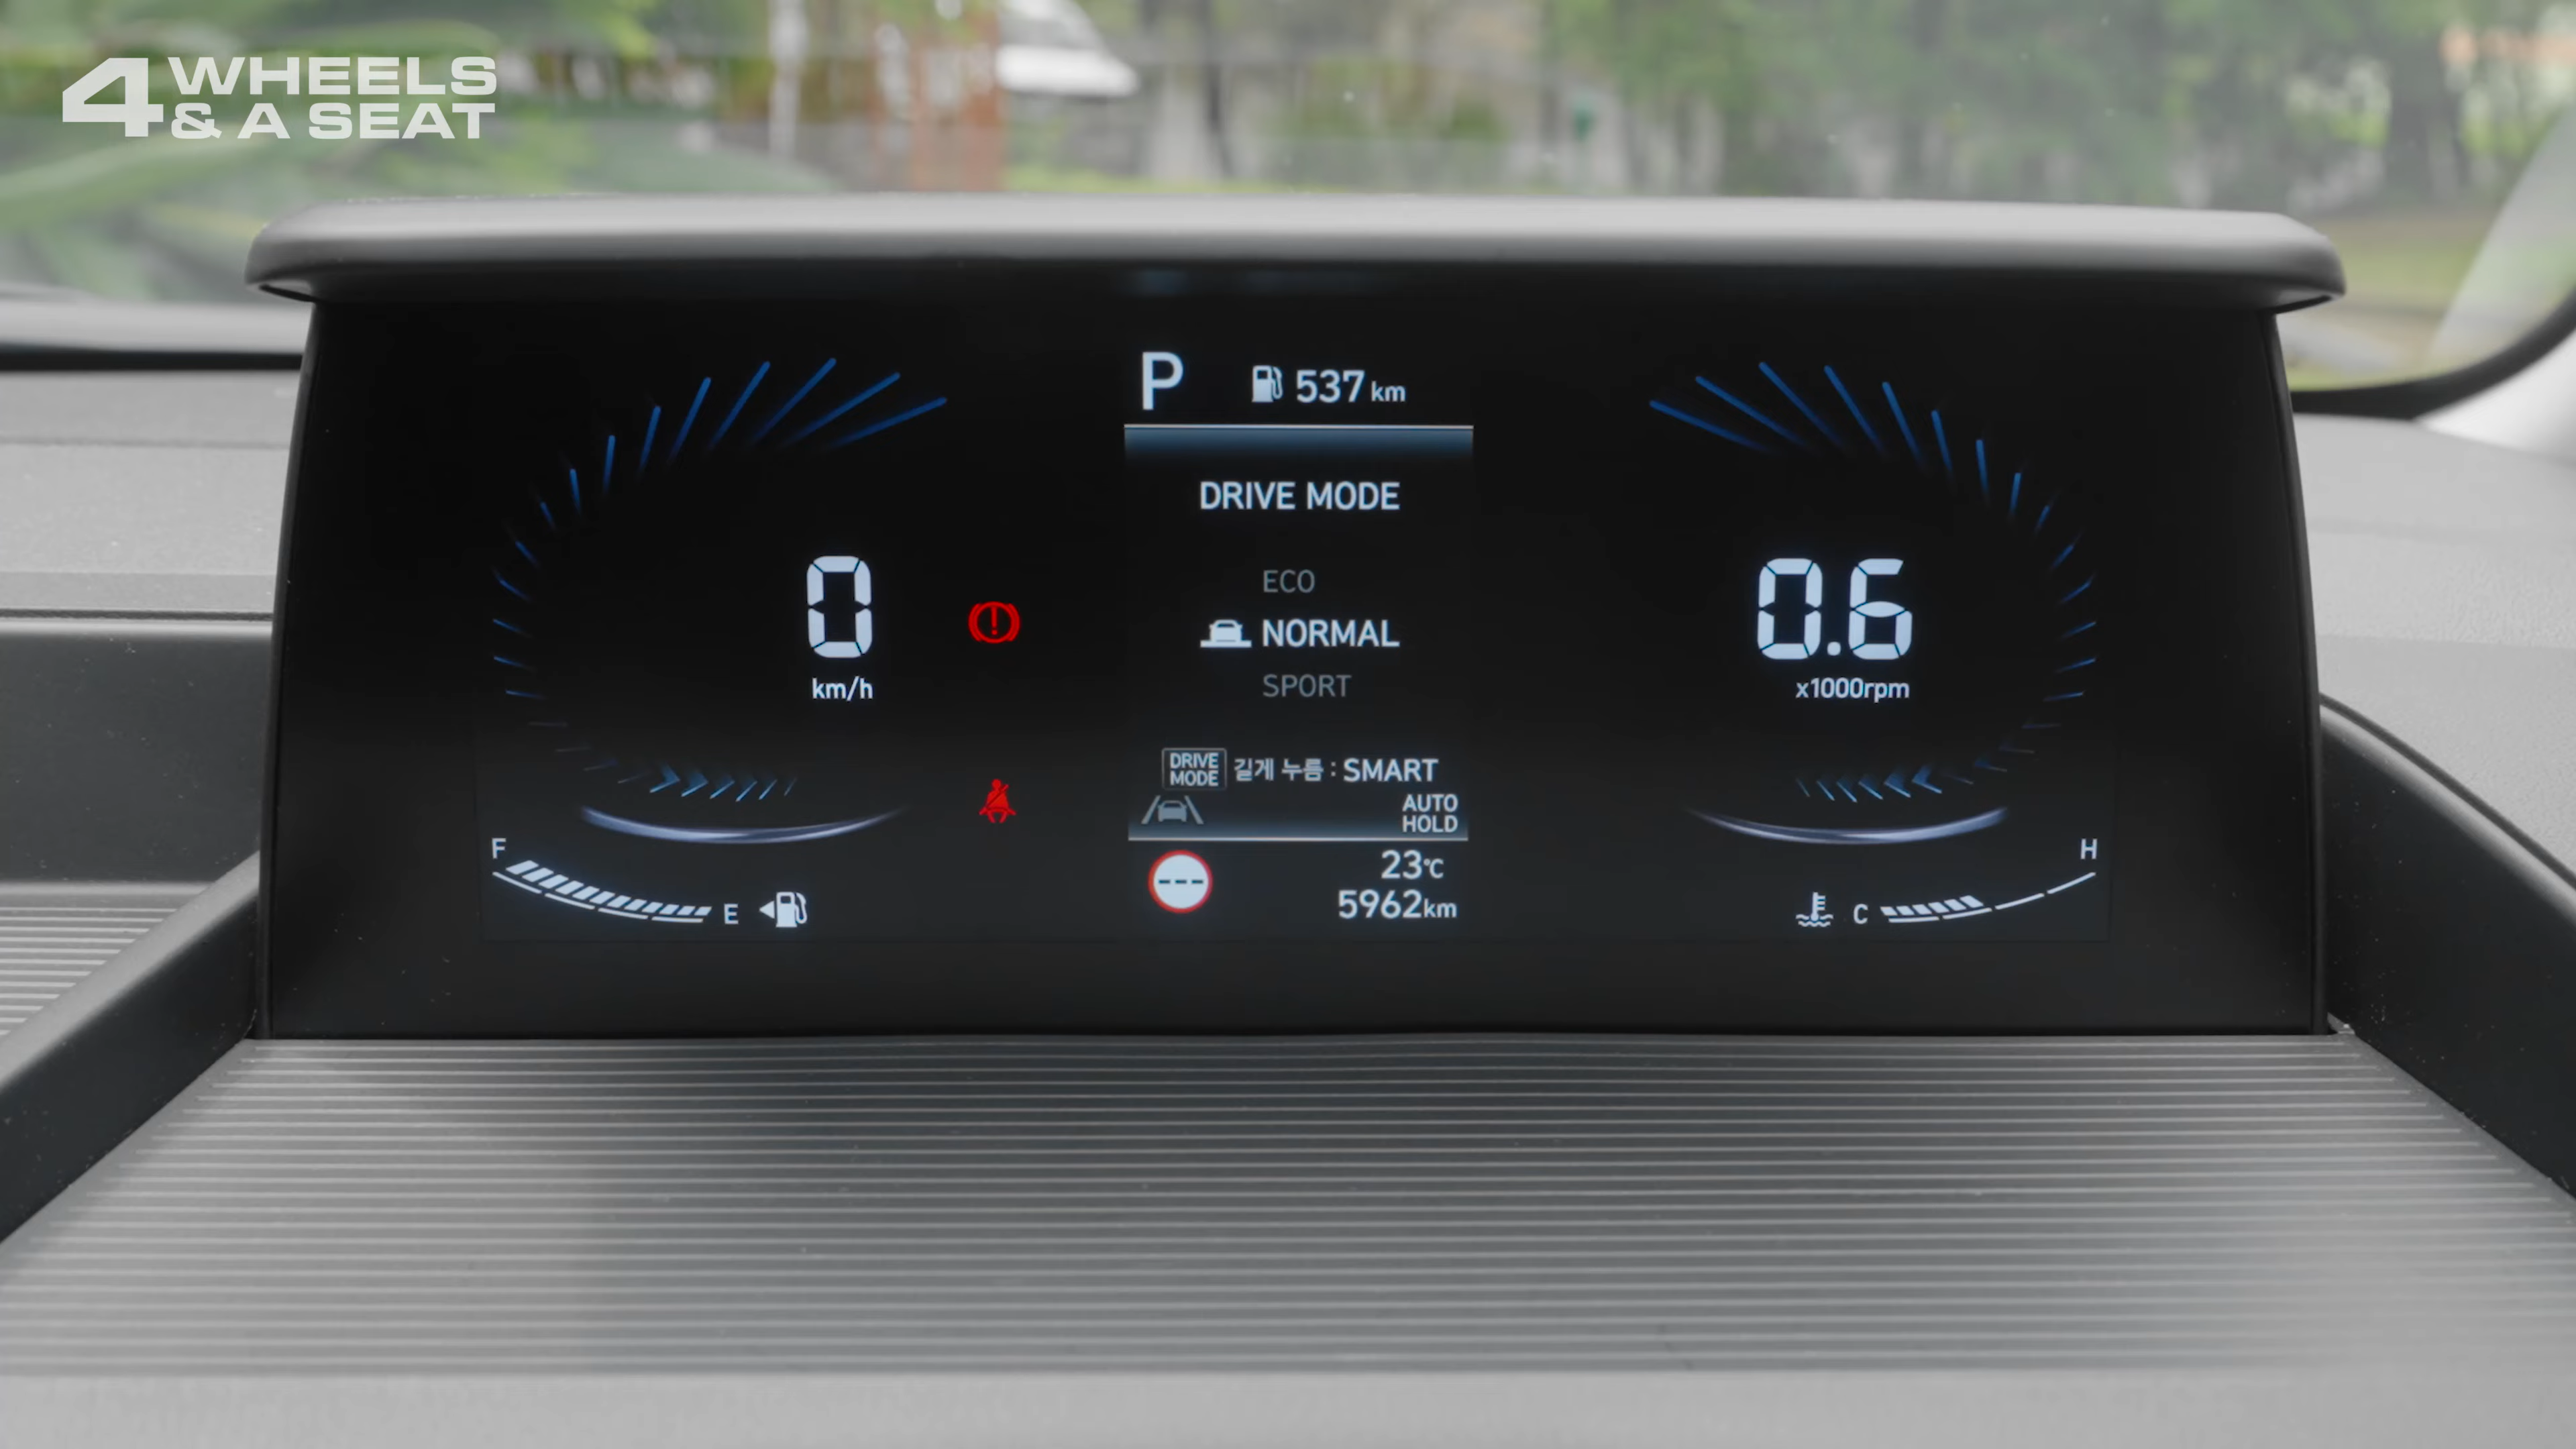 4 WHEELS
& A SEAT
P 537 km
DRIVE MODE
ECO
NORMAL
SPORT
0
km/h
0.6
x1000rpm
DRIVE MODE 길게 누름 : SMART
AUTO
HOLD
F
E
---
23℃
5962km
C
H